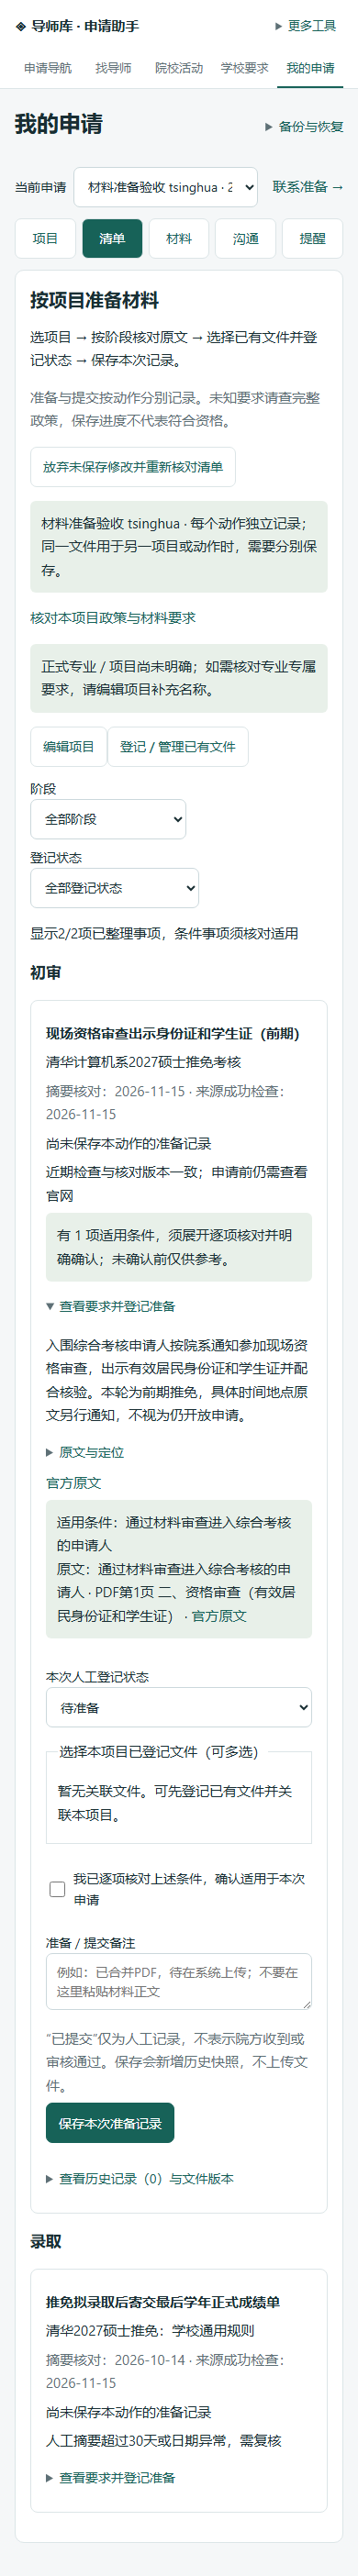 ◈ 导师库 · 申请助手
▶ 更多工具
申请导航 找导师 院校活动 学校要求 我的申请
我的申请
▶ 备份与恢复
当前申请 材料准备验收 tsinghua · 2 联系准备 →
项目 清单 材料 沟通 提醒
按项目准备材料
选项目 → 按阶段核对原文 → 选择已有文件并登
记状态 → 保存本次记录。
准备与提交按动作分别记录。未知要求请查完整
政策，保存进度不代表符合资格。
放弃未保存修改并重新核对清单
材料准备验收 tsinghua · 每个动作独立记录；
同一文件用于另一项目或动作时，需要分别保
存。
核对本项目政策与材料要求
正式专业 / 项目尚未明确；如需核对专业专属
要求，请编辑项目补充名称。
编辑项目 登记 / 管理已有文件
阶段
全部阶段
登记状态
全部登记状态
显示2/2项已整理事项，条件事项须核对适用
初审
现场资格审查出示身份证和学生证（前期）
清华计算机系2027硕士推免考核
摘要核对：2026-11-15 · 来源成功检查：
2026-11-15
尚未保存本动作的准备记录
近期检查与核对版本一致；申请前仍需查看
官网
有 1 项适用条件，须展开逐项核对并明
确确认；未确认前仅供参考。
▼ 查看要求并登记准备
入围综合考核申请人按院系通知参加现场资
格审查，出示有效居民身份证和学生证并配
合核验。本轮为前期推免，具体时间地点原
文另行通知，不视为仍开放申请。
▶ 原文与定位
官方原文
适用条件：通过材料审查进入综合考核
的申请人
原文：通过材料审查进入综合考核的申
请人 · PDF第1页 二、资格审查（有效居
民身份证和学生证） · 官方原文
本次人工登记状态
待准备
选择本项目已登记文件（可多选）
暂无关联文件。可先登记已有文件并关
联本项目。
我已逐项核对上述条件，确认适用于本次
申请
准备 / 提交备注
例如：已合并PDF，待在系统上传；不要在
这里粘贴材料正文
“已提交”仅为人工记录，不表示院方收到或
审核通过。保存会新增历史快照，不上传文
件。
保存本次准备记录
▶ 查看历史记录（0）与文件版本
录取
推免拟录取后寄交最后学年正式成绩单
清华2027硕士推免：学校通用规则
摘要核对：2026-10-14 · 来源成功检查：
2026-11-15
尚未保存本动作的准备记录
人工摘要超过30天或日期异常，需复核
▶ 查看要求并登记准备